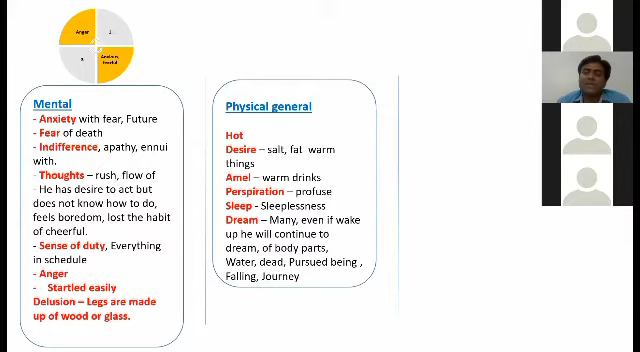 Anger
1.
3.
Anxious,
fearful
Mental
- Anxiety with fear, Future
- Fear of death
- Indifference, apathy, ennui
with.
- Thoughts – rush, flow of
- He has desire to act but
does not know how to do,
feels boredom, lost the habit
of cheerful.
- Sense of duty, Everything
in schedule
- Anger
- Startled easily
Delusion – Legs are made
up of wood or glass.
Physical general
Hot
Desire – salt, fat warm
things
Amel – warm drinks
Perspiration – profuse
Sleep - Sleeplessness
Dream – Many, even if wake
up he will continue to
dream, of body parts,
Water, dead, Pursued being ,
Falling, Journey